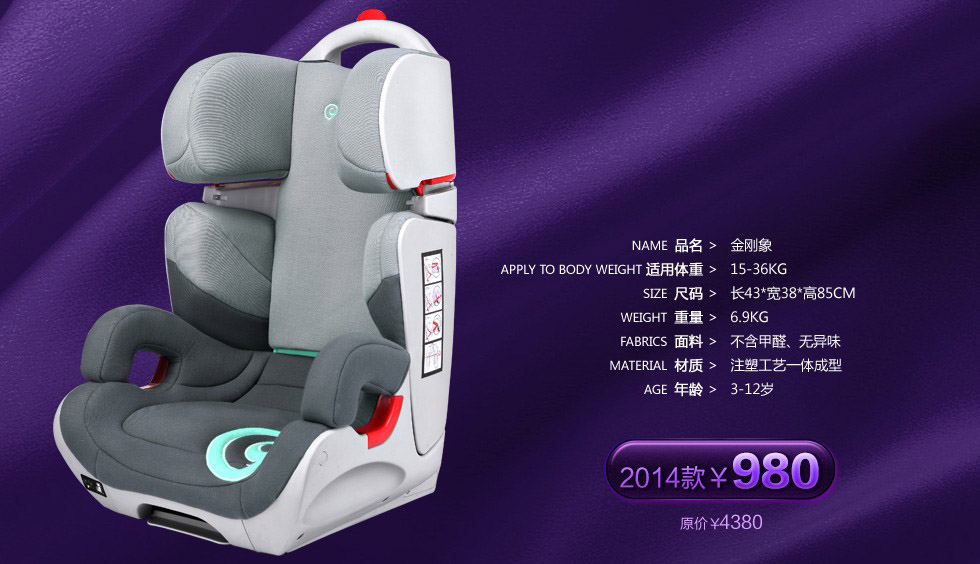 NAME 品名 > 金刚象
APPLY TO BODY WEIGHT 适用体重 > 15-36KG
SIZE 尺码 > 长43*宽38*高85CM
WEIGHT 重量 > 6.9KG
FABRICS 面料 > 不含甲醛、无异味
MATERIAL 材质 > 注塑工艺一体成型
AGE 年龄 > 3-12岁
2014款￥980
原价￥4380